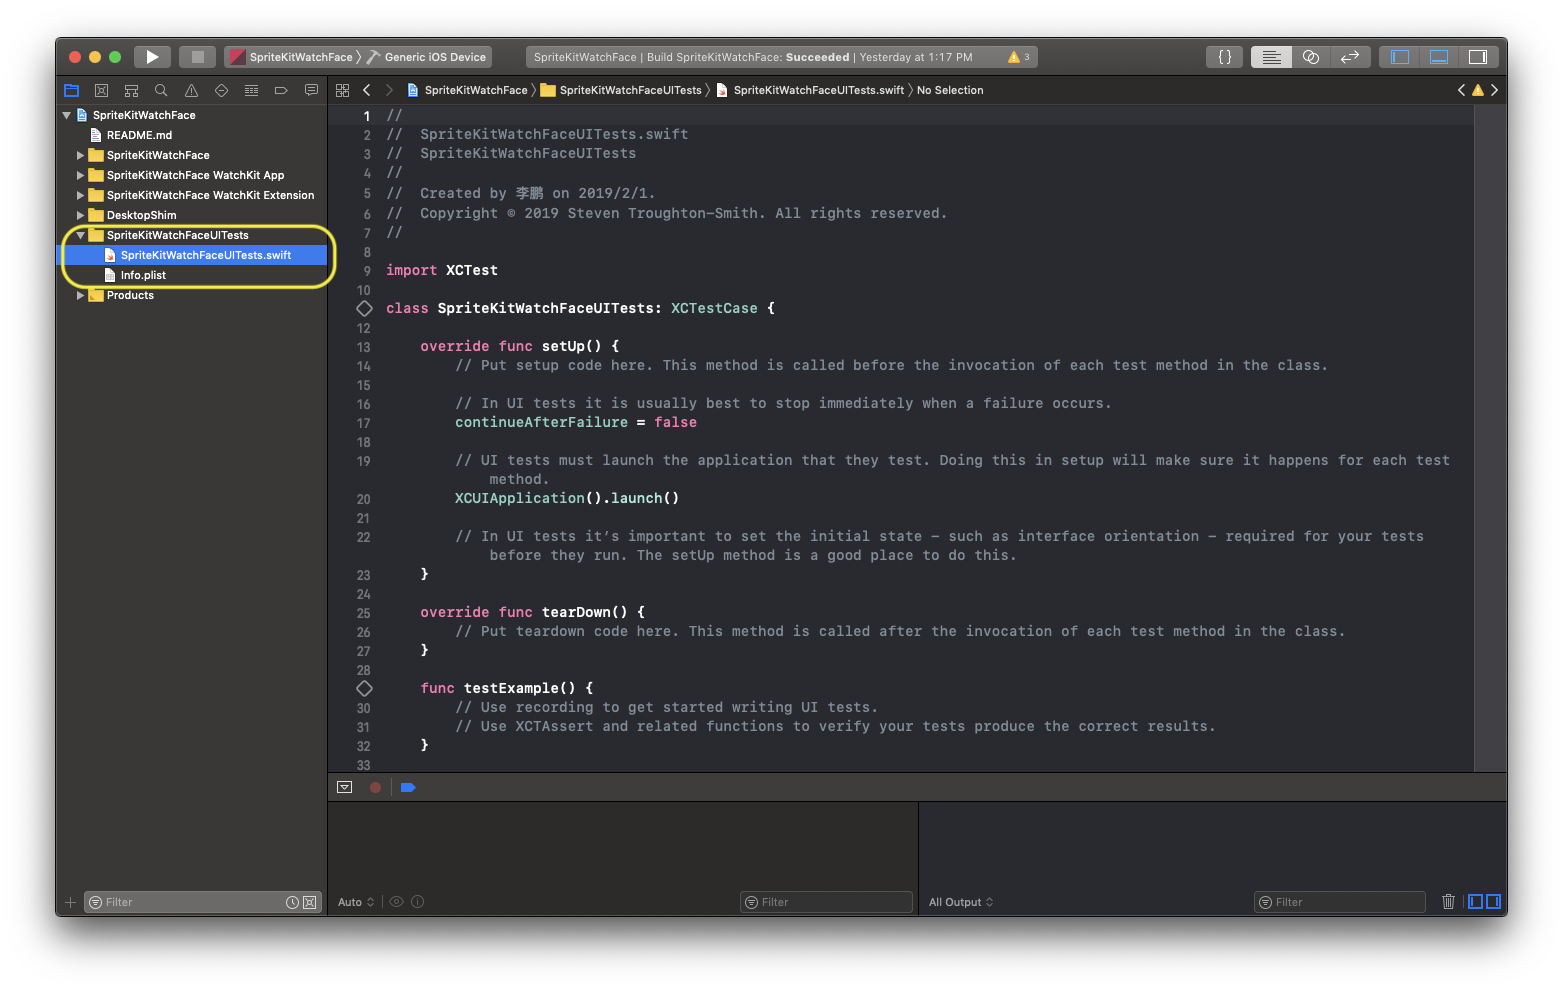 SpriteKitWatchFace 〉 Generic iOS Device
SpriteKitWatchFace | Build SpriteKitWatchFace: Succeeded | Yesterday at 1:17 PM
3
{ }
SpriteKitWatchFace
README.md
SpriteKitWatchFace
SpriteKitWatchFace WatchKit App
SpriteKitWatchFace WatchKit Extension
DesktopShim
SpriteKitWatchFaceUITests
SpriteKitWatchFaceUITests.swift
Info.plist
Products
Filter
SpriteKitWatchFace 〉 SpriteKitWatchFaceUITests 〉 SpriteKitWatchFaceUITests.swift 〉 No Selection
1 //
2 //  SpriteKitWatchFaceUITests.swift
3 //  SpriteKitWatchFaceUITests
4 //
5 //  Created by 李鹏 on 2019/2/1.
6 //  Copyright © 2019 Steven Troughton-Smith. All rights reserved.
7 //
8
9 import XCTest
10
class SpriteKitWatchFaceUITests: XCTestCase {
12
13     override func setUp() {
14         // Put setup code here. This method is called before the invocation of each test method in the class.
15
16         // In UI tests it is usually best to stop immediately when a failure occurs.
17         continueAfterFailure = false
18
19         // UI tests must launch the application that they test. Doing this in setup will make sure it happens for each test
method.
20         XCUIApplication().launch()
21
22         // In UI tests it’s important to set the initial state - such as interface orientation - required for your tests
before they run. The setUp method is a good place to do this.
23     }
24
25     override func tearDown() {
26         // Put teardown code here. This method is called after the invocation of each test method in the class.
27     }
28
func testExample() {
30         // Use recording to get started writing UI tests.
31         // Use XCTAssert and related functions to verify your tests produce the correct results.
32     }
33
Auto
Filter
All Output
Filter